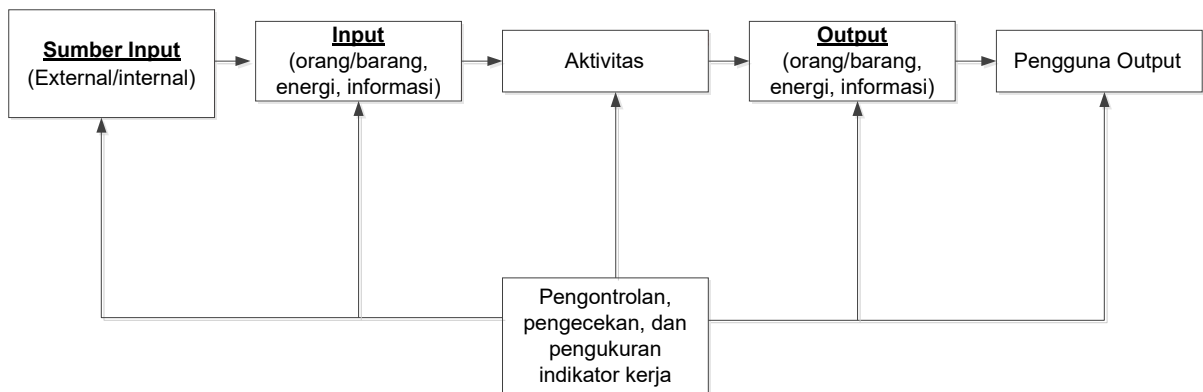 Sumber Input
(External/internal)
Input
(orang/barang,
energi, informasi)
Aktivitas
Output
(orang/barang,
energi, informasi)
Pengguna Output
Pengontrolan,
pengecekan, dan
pengukuran
indikator kerja